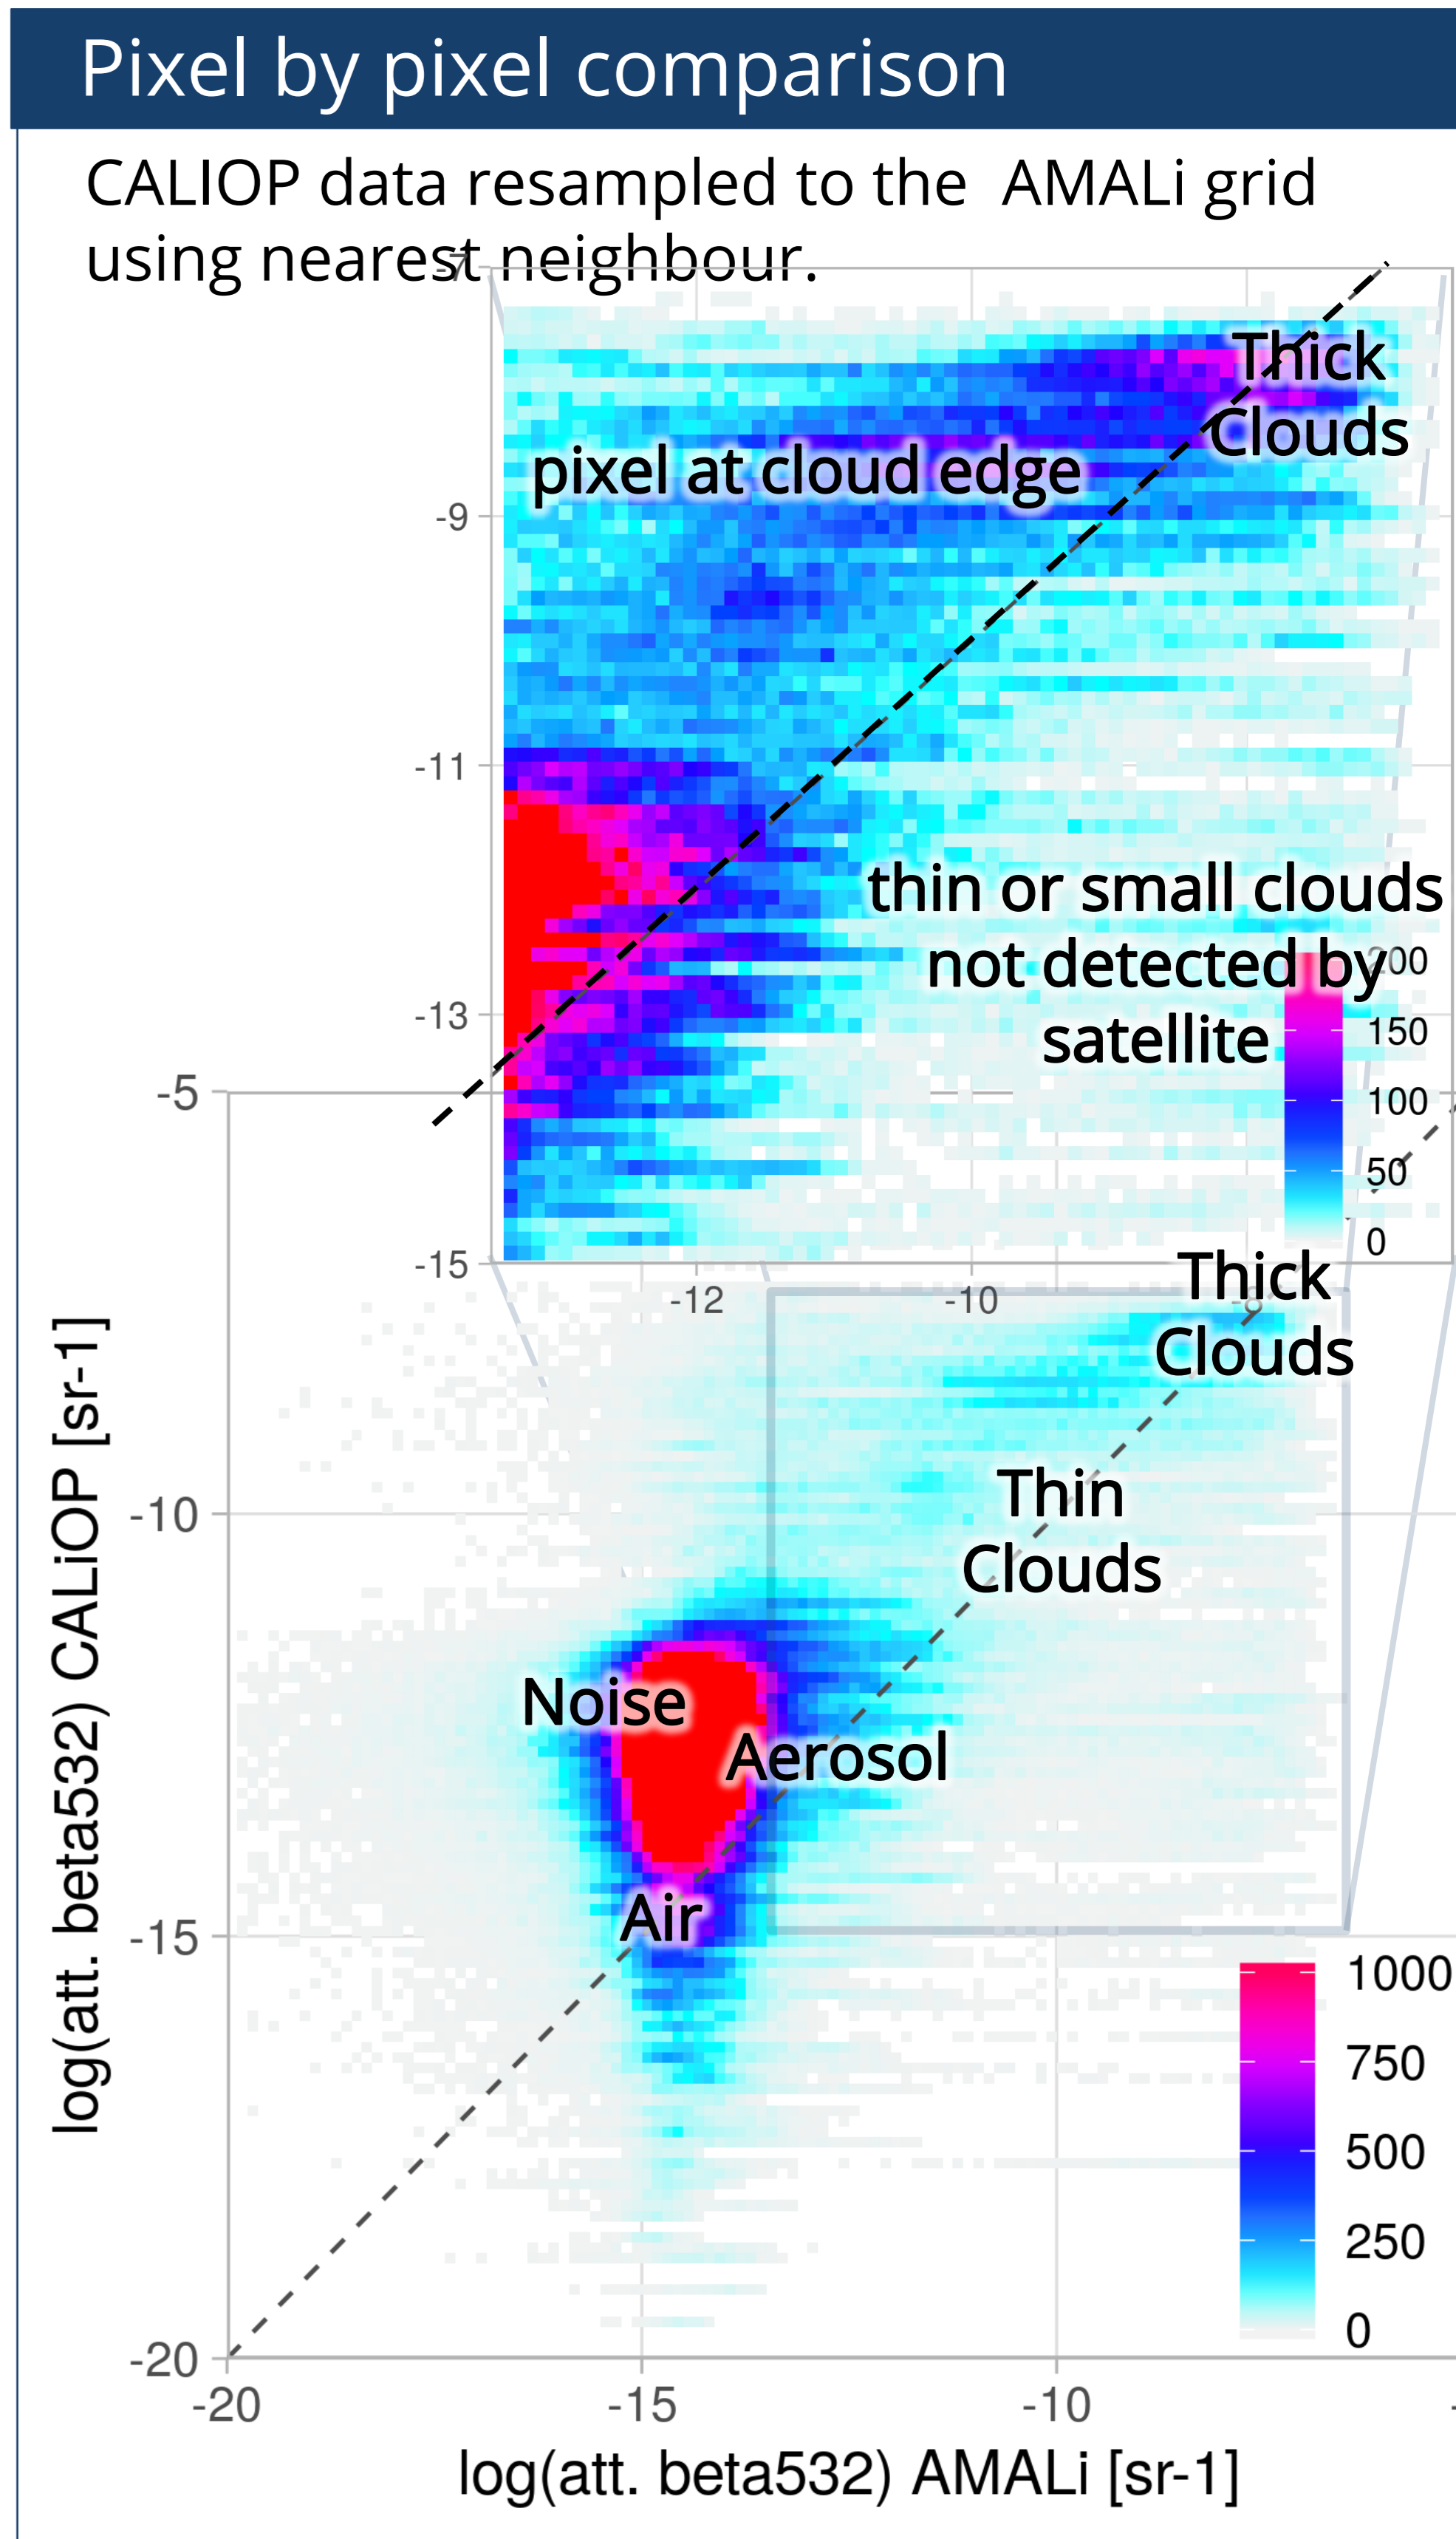 Pixel by pixel comparison
CALIOP data resampled to the AMALi grid
using nearest neighbour.
-7
Thick
Clouds
pixel at cloud edge
-9
-11
thin or small clouds
not detected by
satellite
200
150
100
50
0
-13
-5
-15
-12
-10
-8
Thick
Clouds
log(att. beta532) CALiOP [sr-1]
-10
Thin
Clouds
Noise
Aerosol
Air
-15
1000
750
500
250
0
-20
-20
-15
-10
log(att. beta532) AMALi [sr-1]